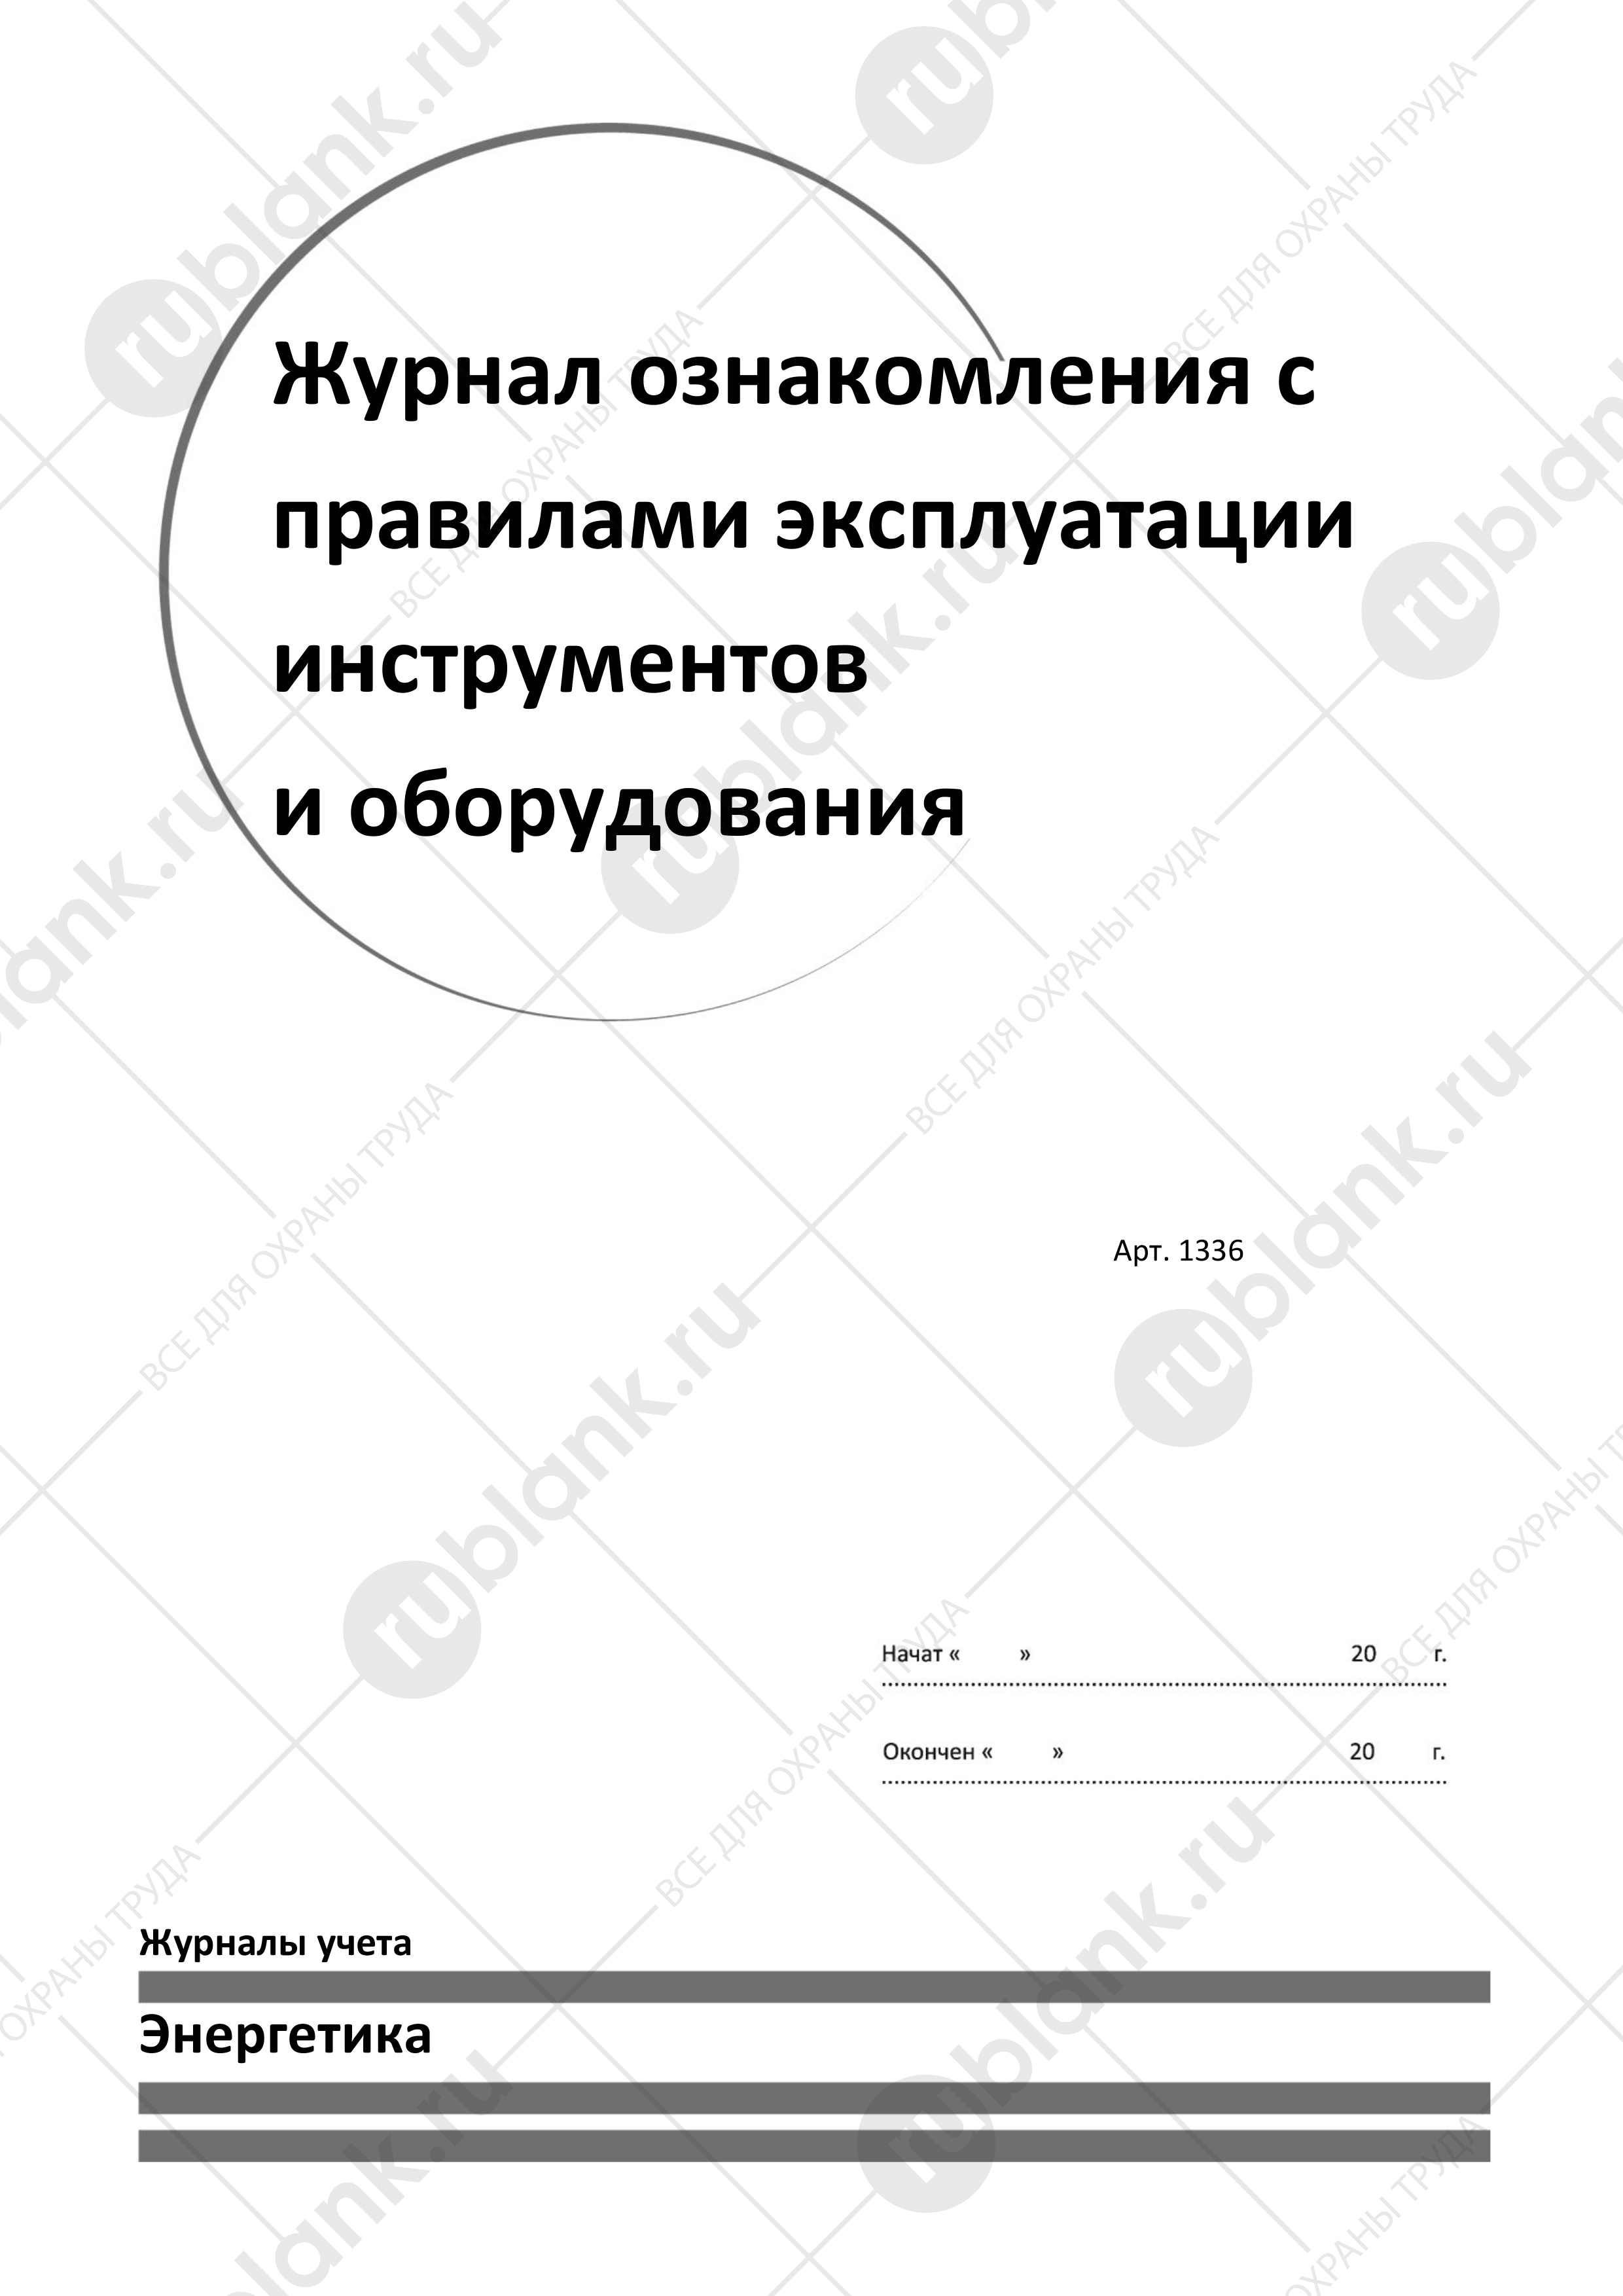 Журнал ознакомления с
правилами эксплуатации
инструментов
и оборудования
Арт. 1336
Начат « » 20 г.
Окончен « » 20 г.
Журналы учета
Энергетика
rublank.ru
ВСЕ ДЛЯ ОХРАНЫ ТРУДА